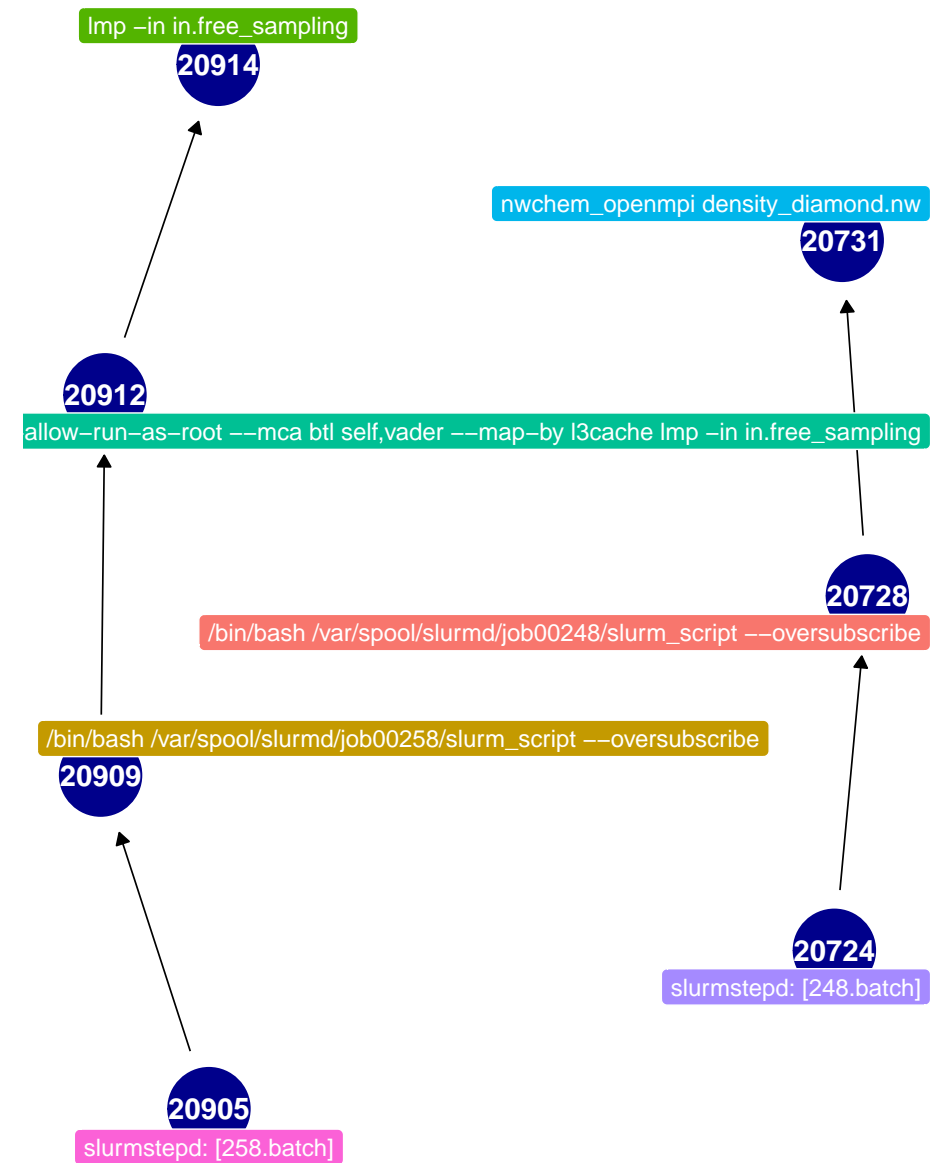 lmp −in in.free_sampling
20914
nwchem_openmpi density_diamond.nw
20731
20912
allow−run−as−root −−mca btl self,vader −−map−by l3cache lmp −in in.free_sampling
20728
/bin/bash /var/spool/slurmd/job00248/slurm_script −−oversubscribe
/bin/bash /var/spool/slurmd/job00258/slurm_script −−oversubscribe
20909
20724
slurmstepd: [248.batch]
20905
slurmstepd: [258.batch]